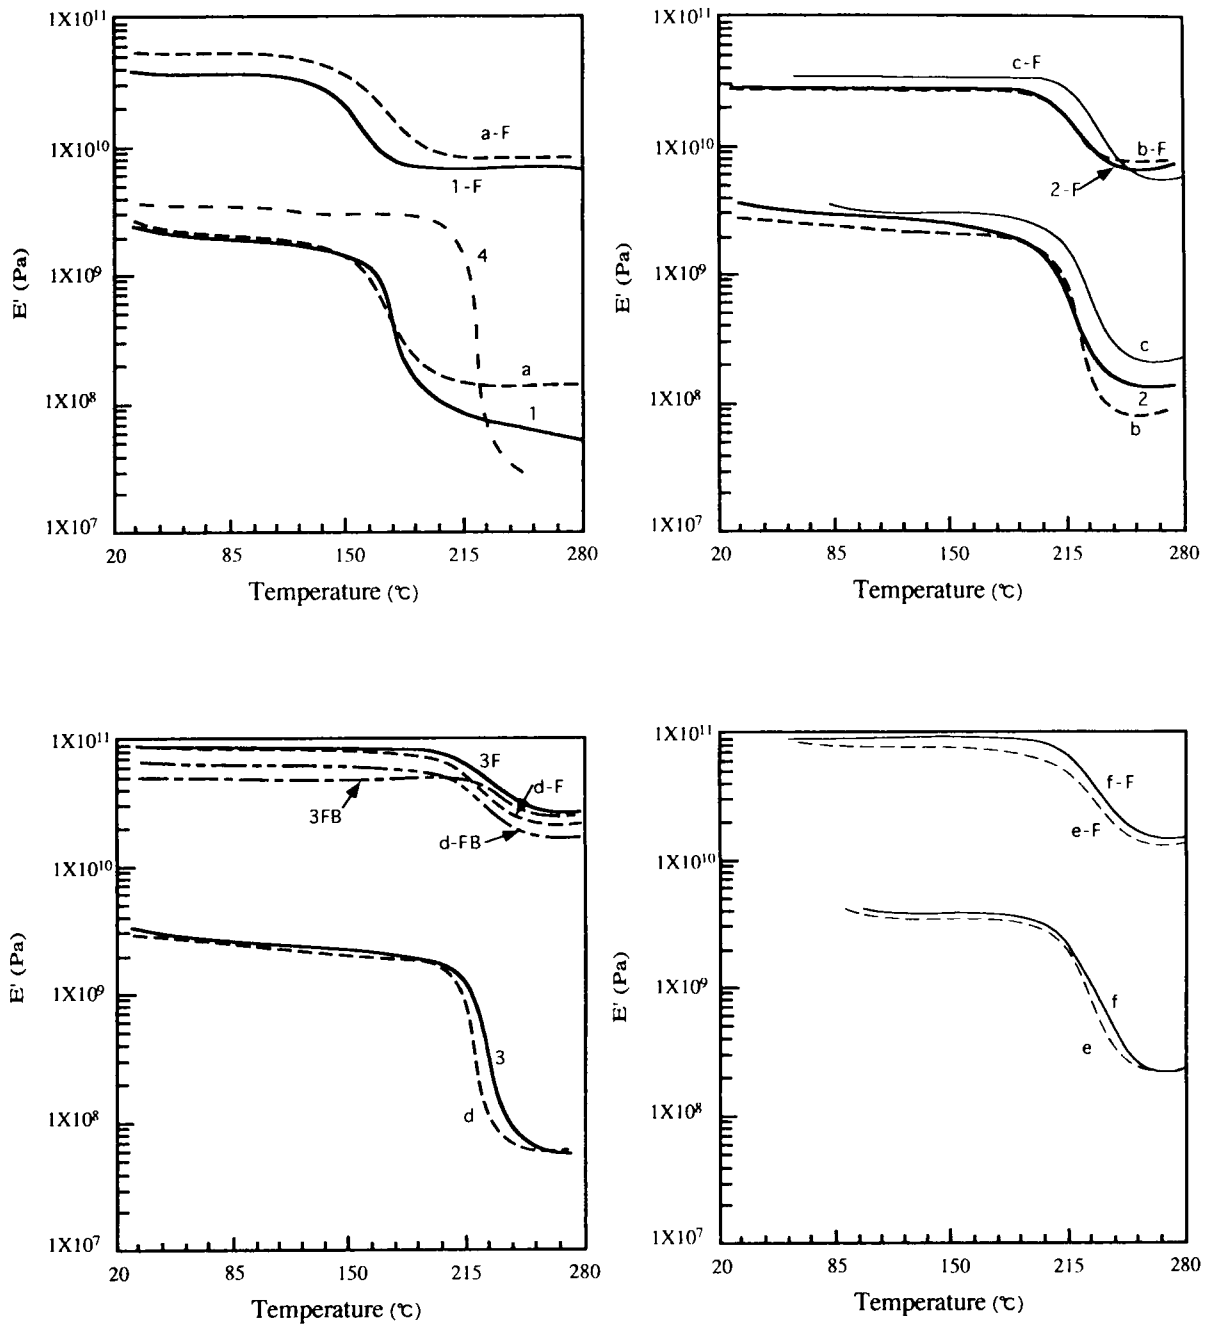 1X10¹¹
1X10¹⁰
1X10⁹
1X10⁸
1X10⁷
E' (Pa)
a-F
1-F
4
a
1
20 85 150 215 280
Temperature (℃)
1X10¹¹
1X10¹⁰
1X10⁹
1X10⁸
1X10⁷
E' (Pa)
c-F
b-F
2-F
c
2
b
20 85 150 215 280
Temperature (℃)
1X10¹¹
1X10¹⁰
1X10⁹
1X10⁸
1X10⁷
E' (Pa)
3F
d-F
3FB
d-FB
3
d
20 85 150 215 280
Temperature (℃)
1X10¹¹
1X10¹⁰
1X10⁹
1X10⁸
1X10⁷
E' (Pa)
f-F
e-F
f
e
20 85 150 215 280
Temperature (℃)